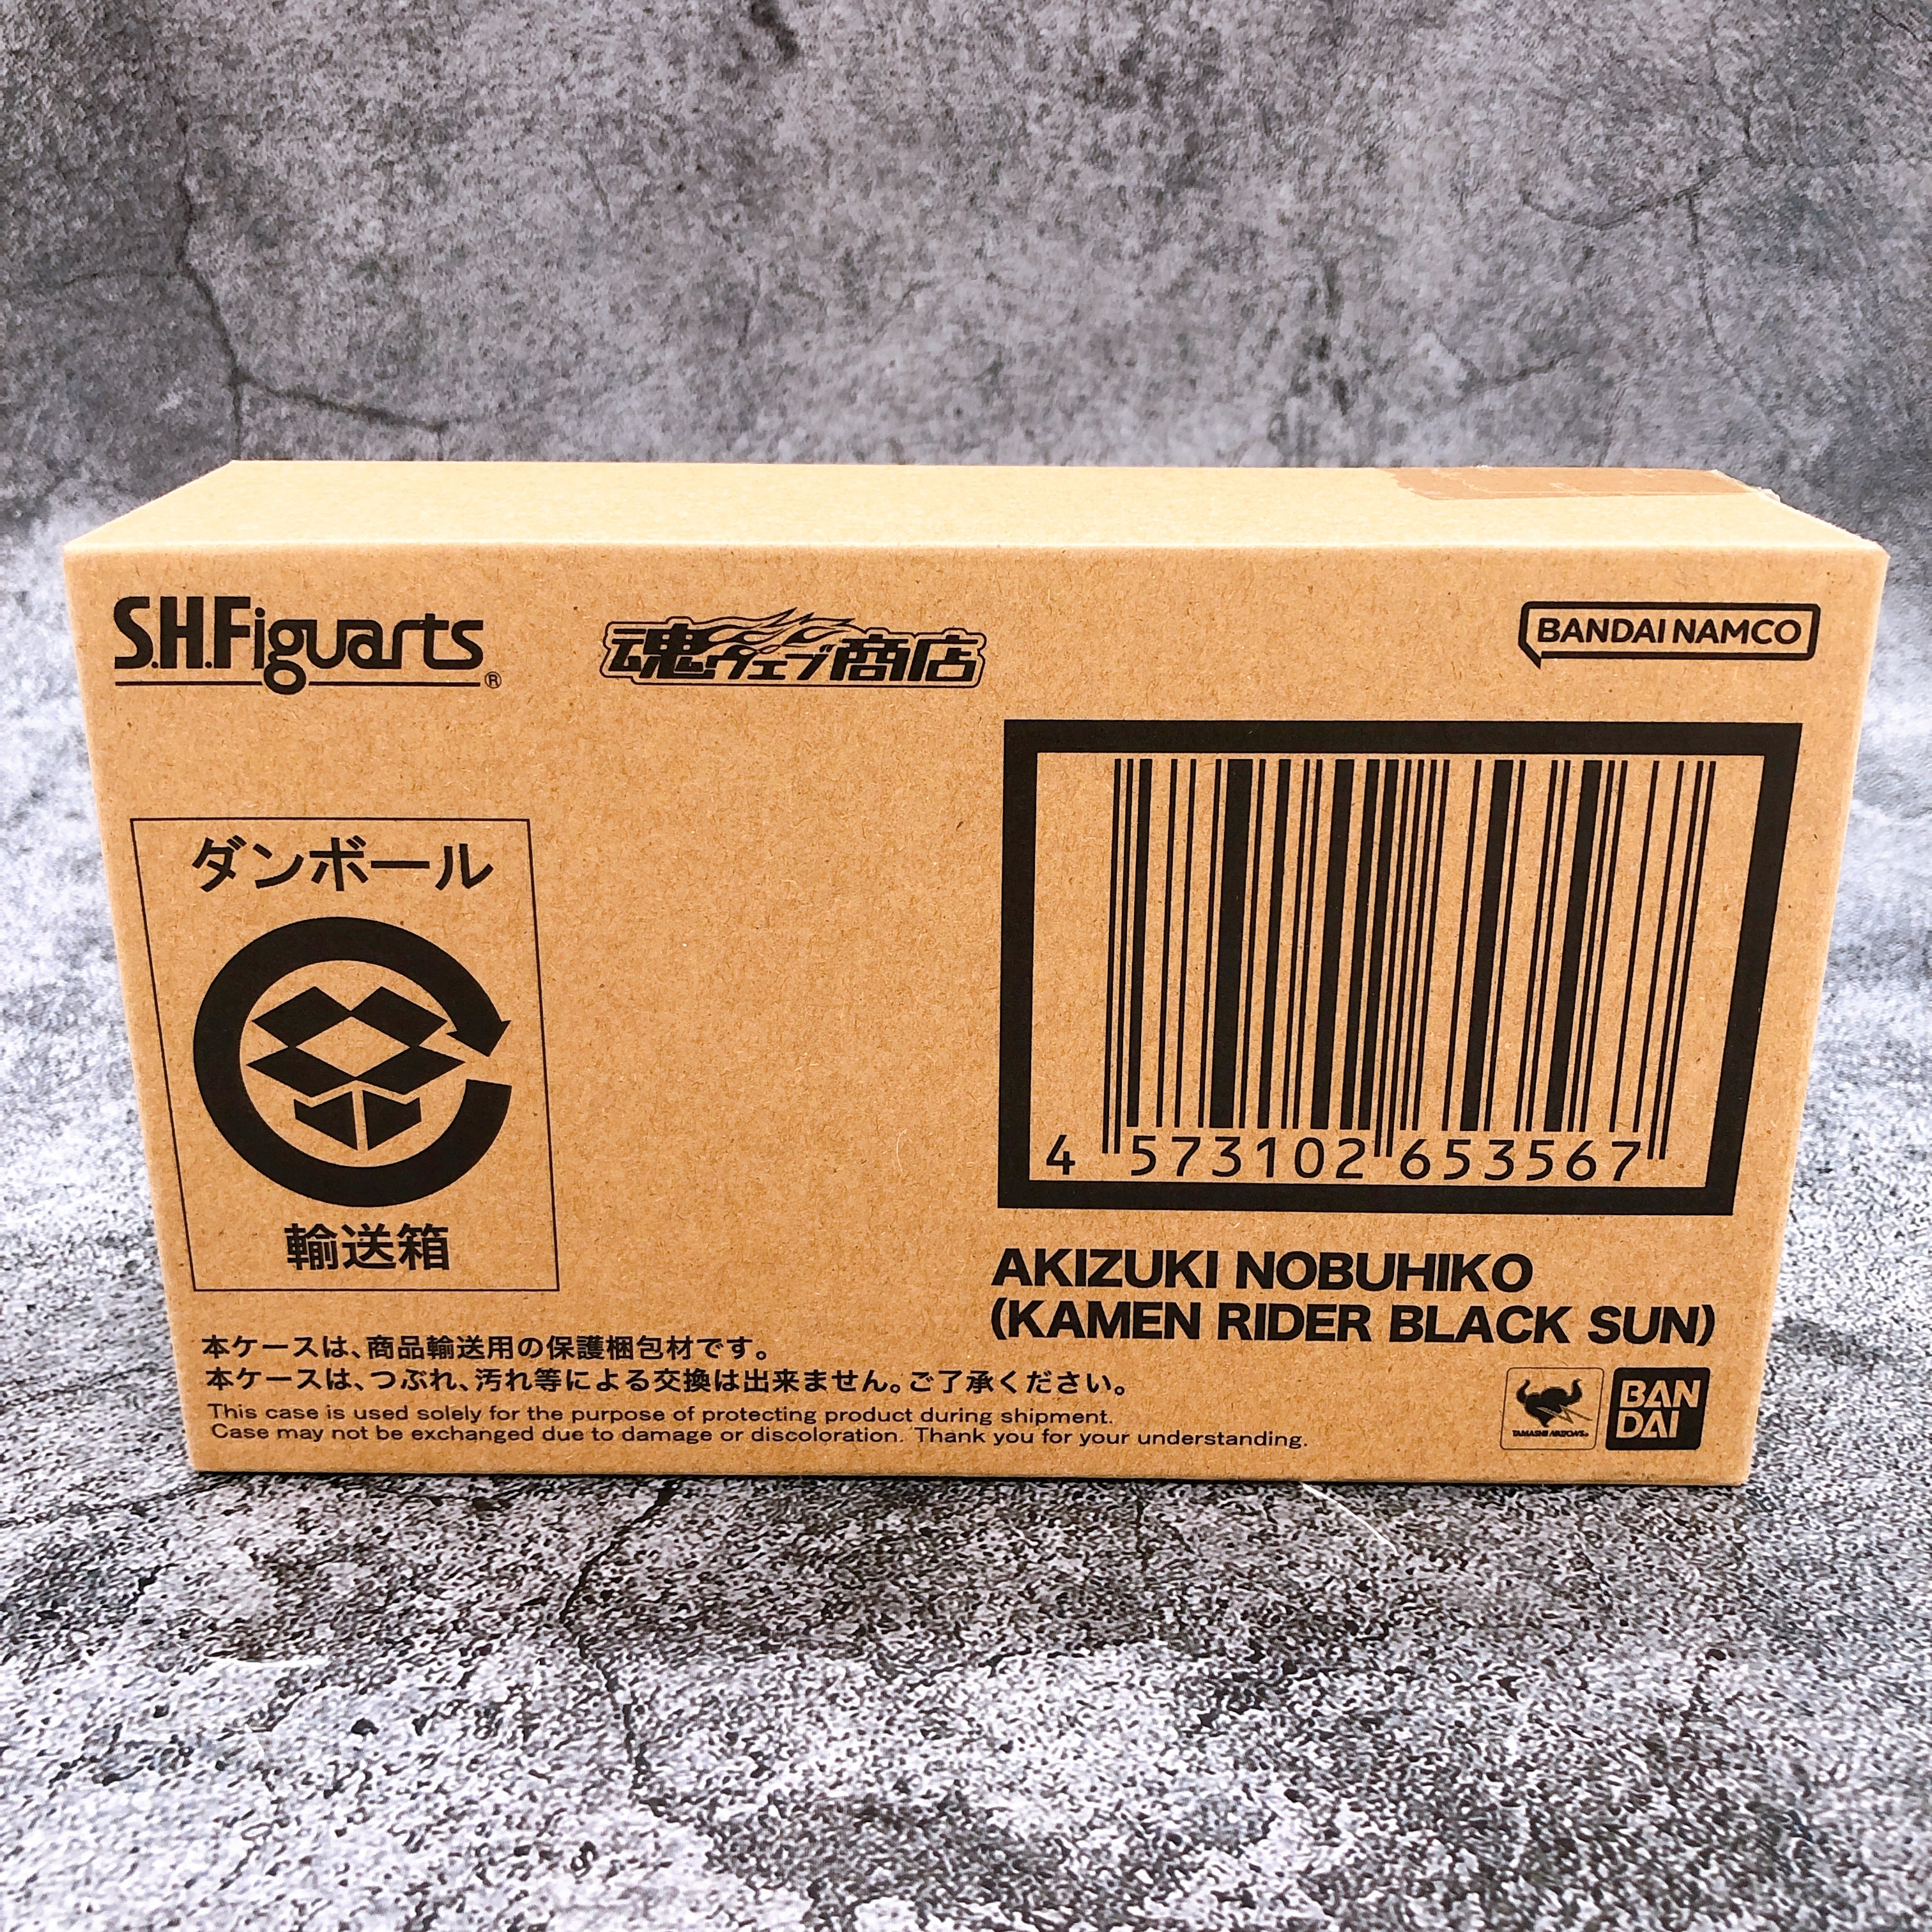 S.H.Figuarts®
魂ウェブ商店
BANDAI NAMCO
ダンボール
輸送箱
4 573102 653567
AKIZUKI NOBUHIKO
(KAMEN RIDER BLACK SUN)
本ケースは、商品輸送用の保護梱包材です。
本ケースは、つぶれ、汚れ等による交換は出来ません。ご了承ください。
This case is used solely for the purpose of protecting product during shipment.
Case may not be exchanged due to damage or discoloration. Thank you for your understanding.
TAMASHII NATIONS
BAN
DAI